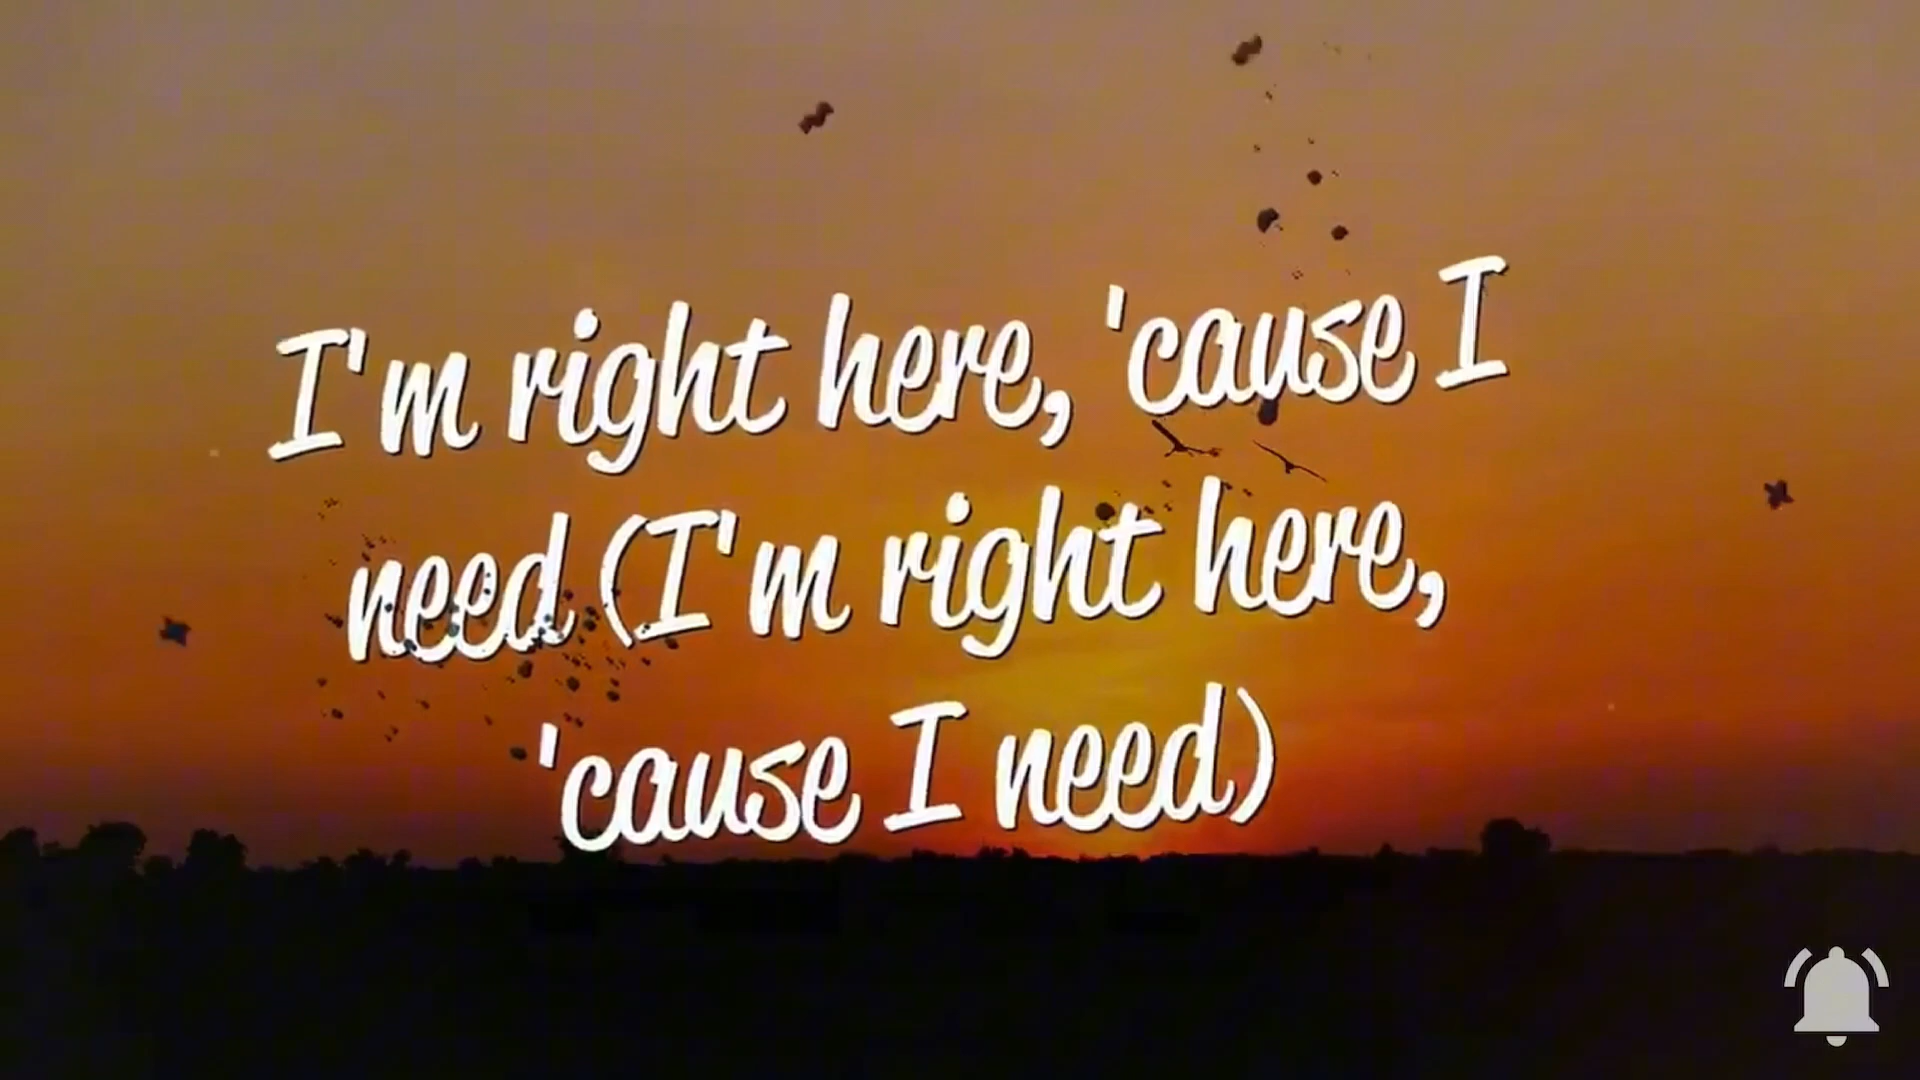 I'm right here, 'cause I
need (I'm right here,
'cause I need)